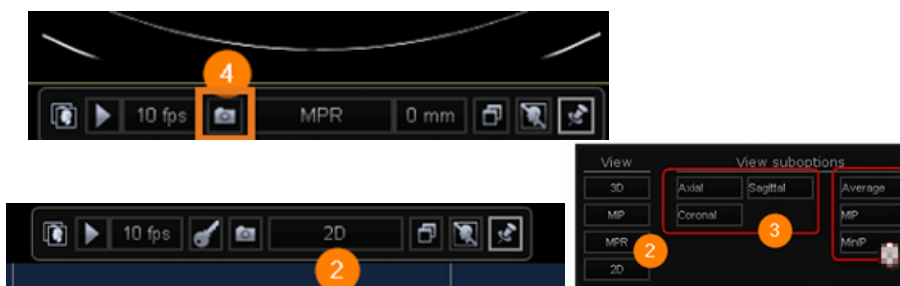 4
10 fps MPR 0 mm
View View suboptions
3D Axial Sagittal Average
MIP Coronal 3 MIP
MPR 2 MinIP
2D
10 fps 2D
2